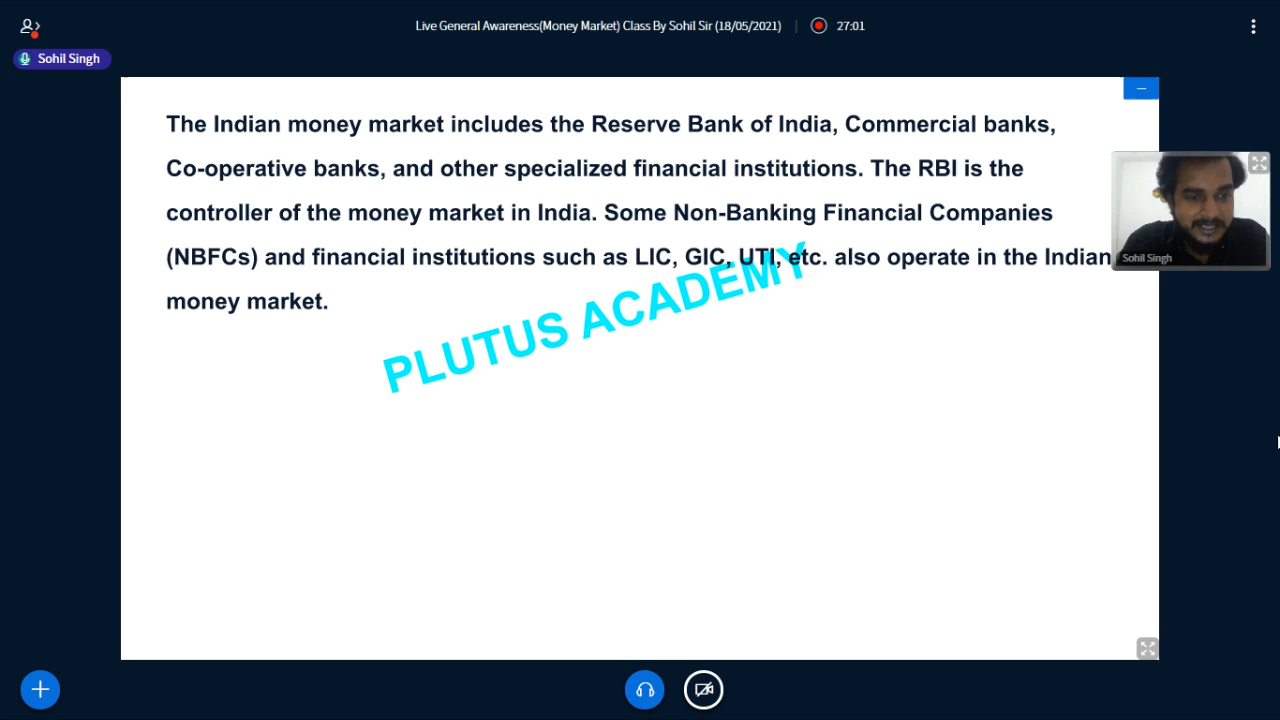 Live General Awareness(Money Market) Class By Sohil Sir (18/05/2021)
27:01
Sohil Singh
The Indian money market includes the Reserve Bank of India, Commercial banks,
Co-operative banks, and other specialized financial institutions. The RBI is the
controller of the money market in India. Some Non-Banking Financial Companies
(NBFCs) and financial institutions such as LIC, GIC, UTI, etc. also operate in the Indian
money market.
PLUTUS ACADEMY
Sohil Singh